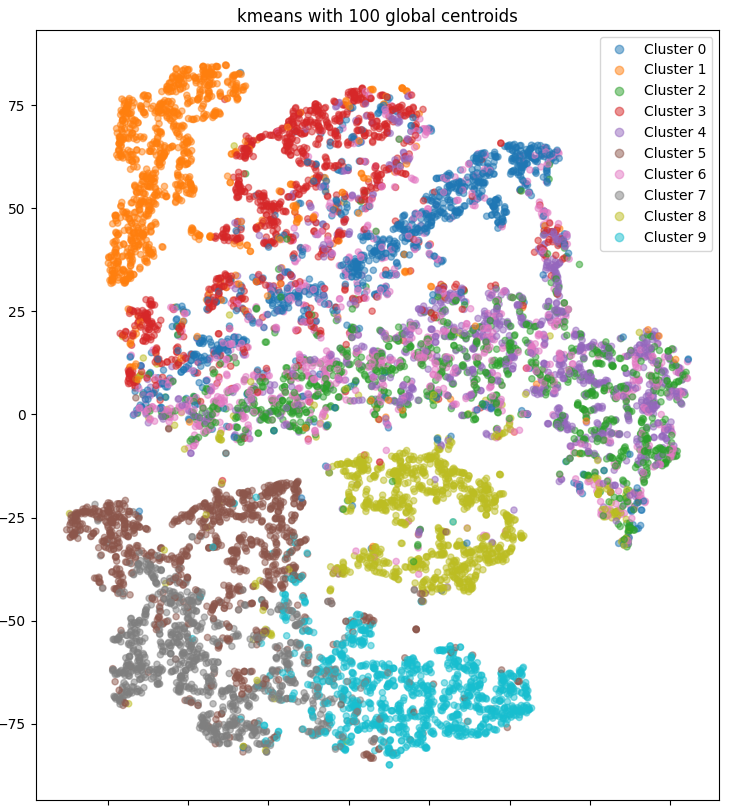 kmeans with 100 global centroids
Cluster 0
Cluster 1
Cluster 2
Cluster 3
Cluster 4
Cluster 5
Cluster 6
Cluster 7
Cluster 8
Cluster 9
75
50
25
0
−25
−50
−75